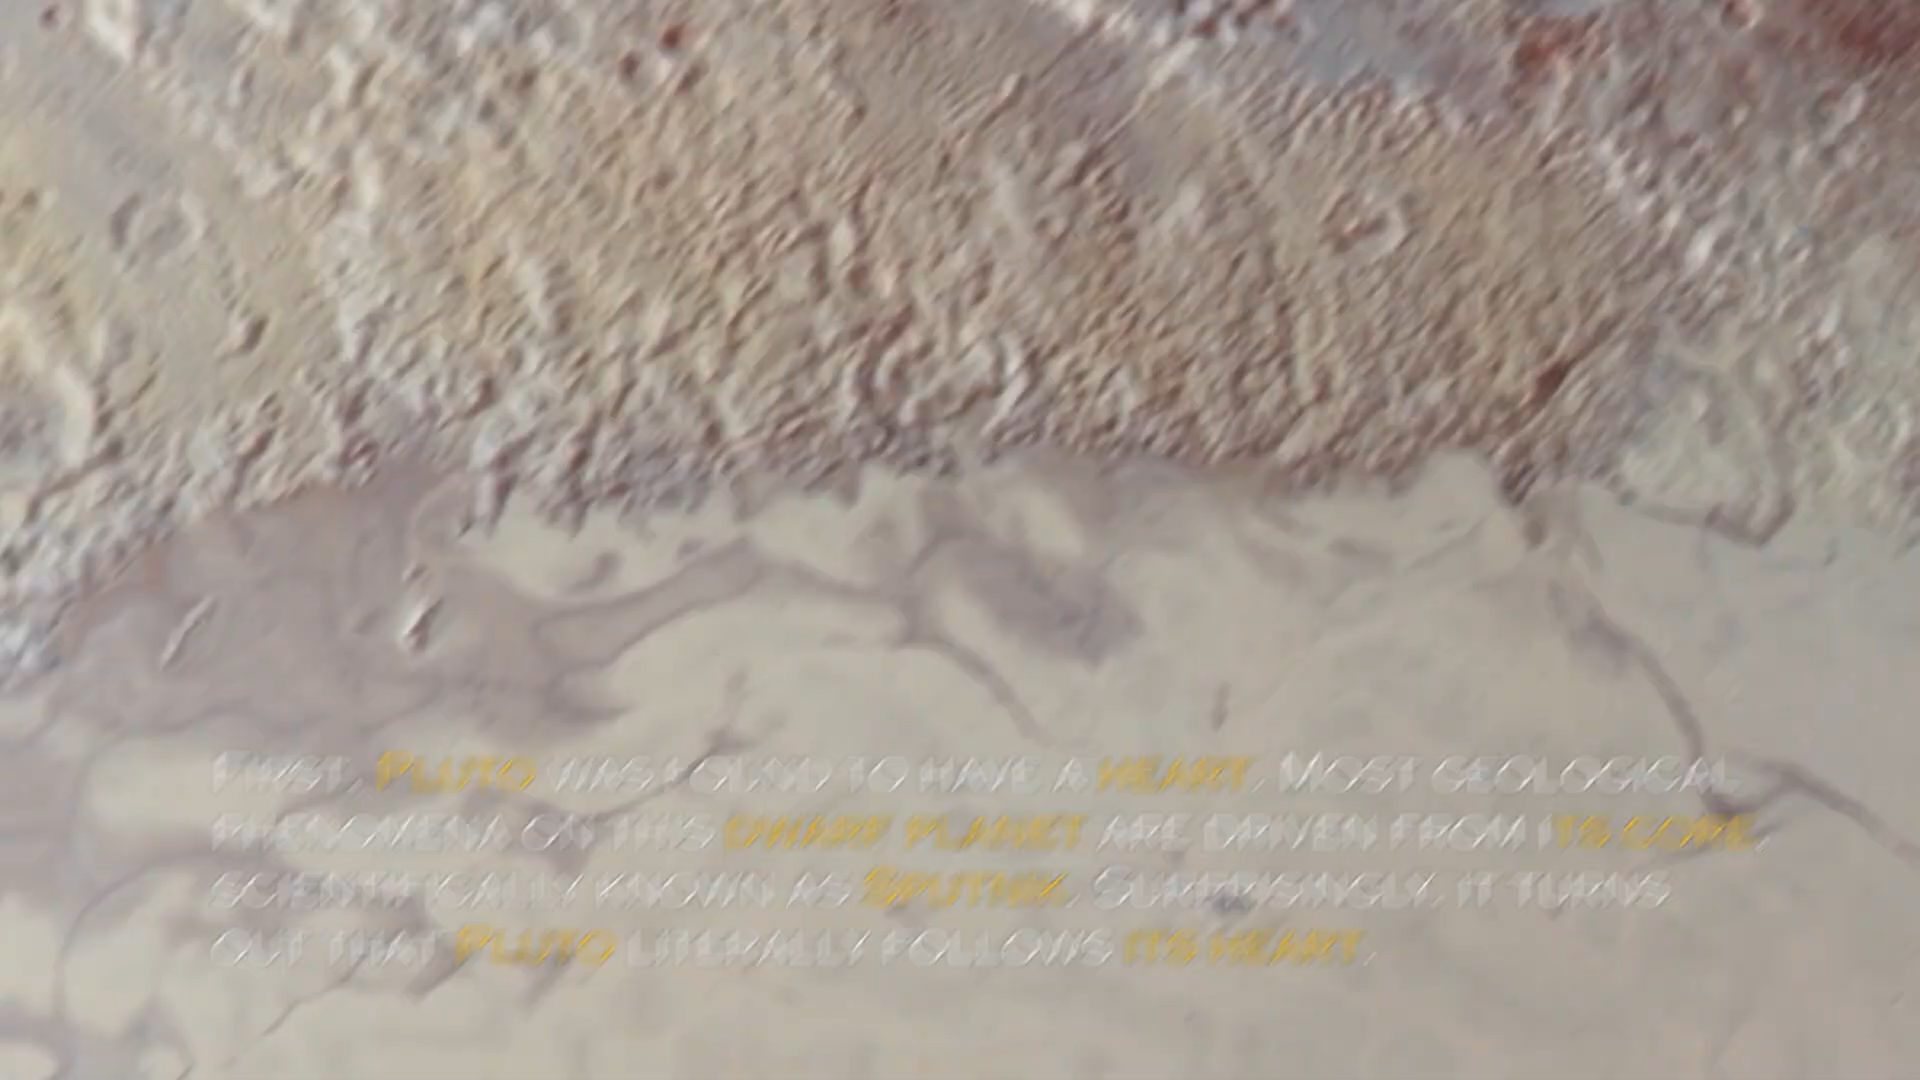 First, Pluto was found to have a heart. Most geological
phenomena on this dwarf planet are driven from its core,
scientifically known as Sputnik. Surprisingly, it turns
out that Pluto literally follows its heart.